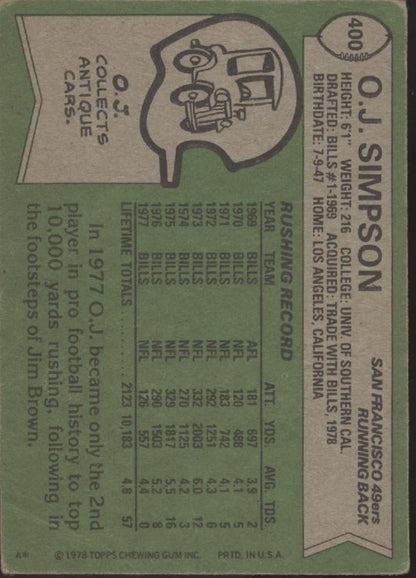 400
O.J. SIMPSON
SAN FRANCISCO 49ers
RUNNING BACK
HEIGHT: 6'1" WEIGHT: 216 COLLEGE: UNIV. OF SOUTHERN CAL.
DRAFTED: BILLS #1-1969 ACQUIRED: TRADE WITH BILLS, 1978
BIRTHDATE: 7-9-47 HOME: LOS ANGELES, CALIFORNIA
O.J.
COLLECTS
ANTIQUE
CARS.
RUSHING RECORD
YEAR TEAM ATT. YDS. AVG. TDS.
1969 BILLS AFL 181 697 3.9 2
1970 BILLS NFL 120 488 4.1 5
1971 BILLS NFL 183 742 4.1 5
1972 BILLS NFL 292 1251 4.3 6
1973 BILLS NFL 332 2003 6.0 12
1974 BILLS NFL 270 1125 4.2 3
1975 BILLS NFL 329 1817 5.5 16
1976 BILLS NFL 290 1503 5.2 8
1977 BILLS NFL 126 557 4.4 0
LIFETIME TOTALS 2123 10,183 4.8 57
In 1977 O.J. became only the 2nd
player in pro football history to top
10,000 yards rushing, following in
the footsteps of Jim Brown.
A* © 1978 TOPPS CHEWING GUM INC. PRTD. IN U.S.A.